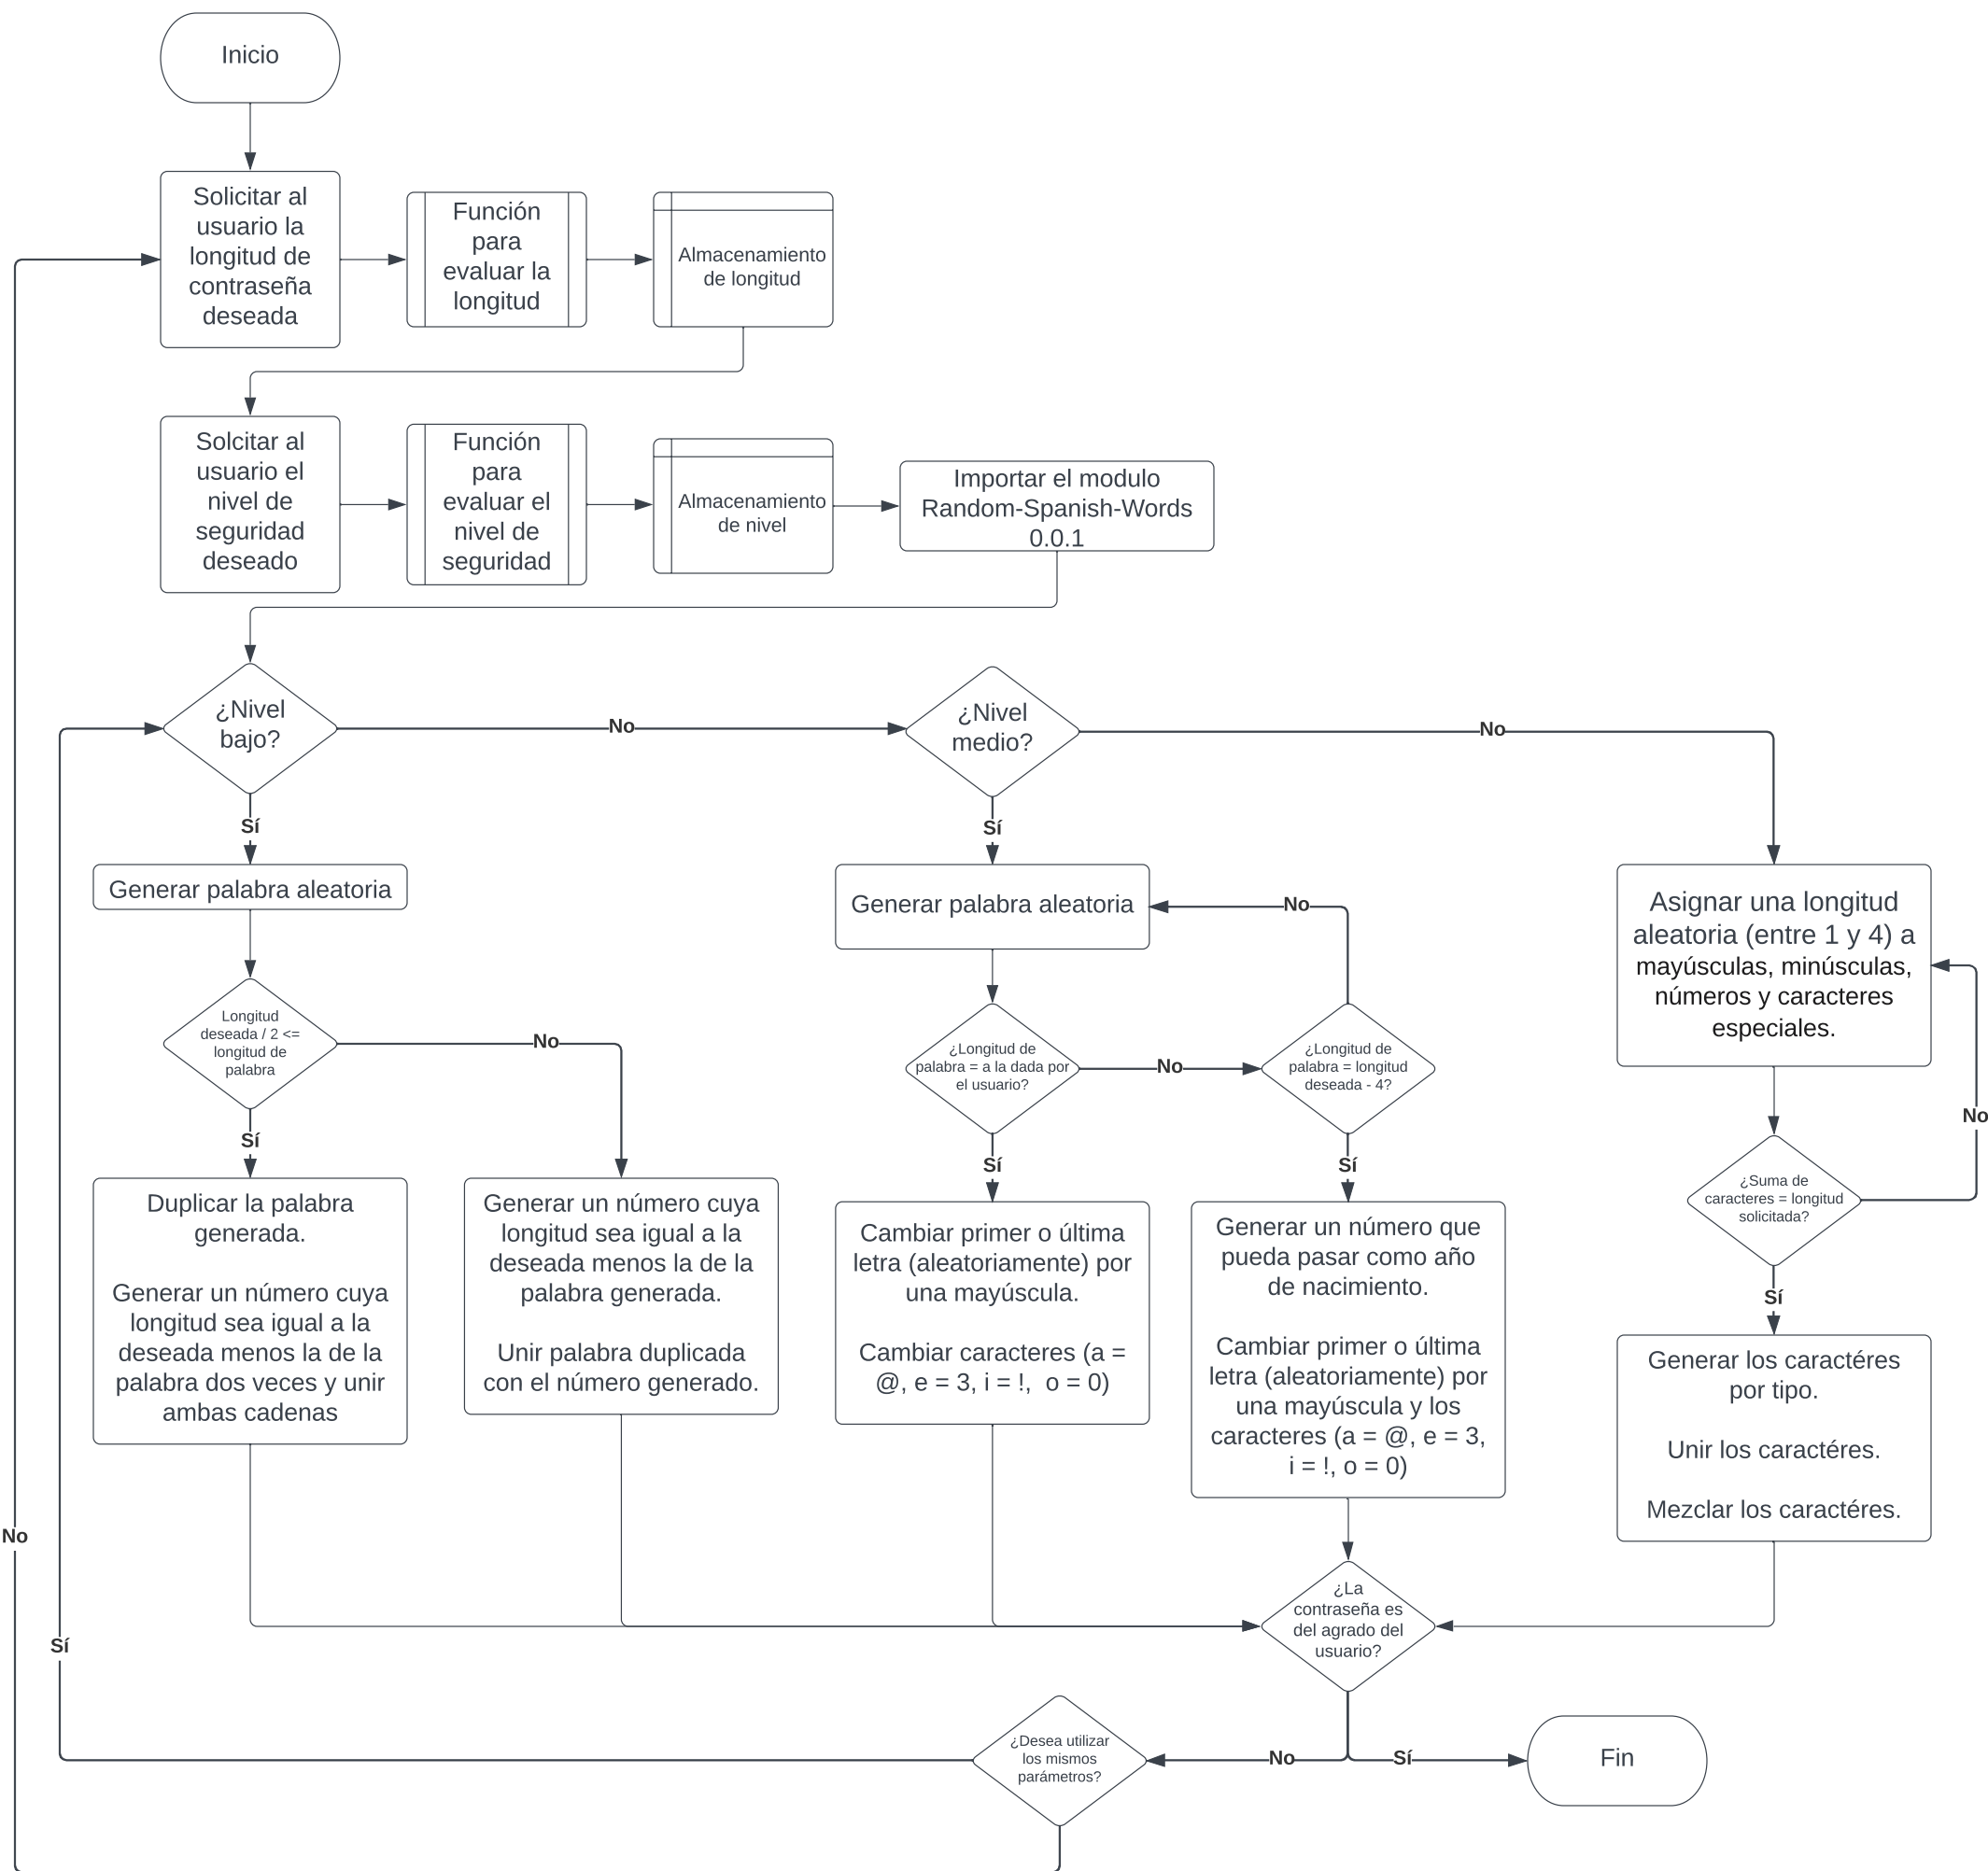 Inicio
Solicitar al
usuario la
longitud de
contraseña
deseada
Función
para
evaluar la
longitud
Almacenamiento
de longitud
Solcitar al
usuario el
nivel de
seguridad
deseado
Función
para
evaluar el
nivel de
seguridad
Almacenamiento
de nivel
Importar el modulo
Random-Spanish-Words
0.0.1
¿Nivel
bajo?
No
¿Nivel
medio?
No
Sí
Sí
Generar palabra aleatoria
Generar palabra aleatoria
No
Asignar una longitud
aleatoria (entre 1 y 4) a
mayúsculas, minúsculas,
números y caracteres
especiales.
Longitud
deseada / 2 <=
longitud de
palabra
No
¿Longitud de
palabra = a la dada por
el usuario?
No
¿Longitud de
palabra = longitud
deseada - 4?
No
Sí
Sí
Sí
¿Suma de
caracteres = longitud
solicitada?
Sí
Duplicar la palabra
generada.
Generar un número cuya
longitud sea igual a la
deseada menos la de la
palabra dos veces y unir
ambas cadenas
Generar un número cuya
longitud sea igual a la
deseada menos la de la
palabra generada.
Unir palabra duplicada
con el número generado.
Cambiar primer o última
letra (aleatoriamente) por
una mayúscula.
Cambiar caracteres (a =
@, e = 3, i = !,  o = 0)
Generar un número que
pueda pasar como año
de nacimiento.
Cambiar primer o última
letra (aleatoriamente) por
una mayúscula y los
caracteres (a = @, e = 3,
i = !, o = 0)
Generar los caractéres
por tipo.
Unir los caractéres.
Mezclar los caractéres.
No
Sí
¿La
contraseña es
del agrado del
usuario?
¿Desea utilizar
los mismos
parámetros?
No
Sí
Fin